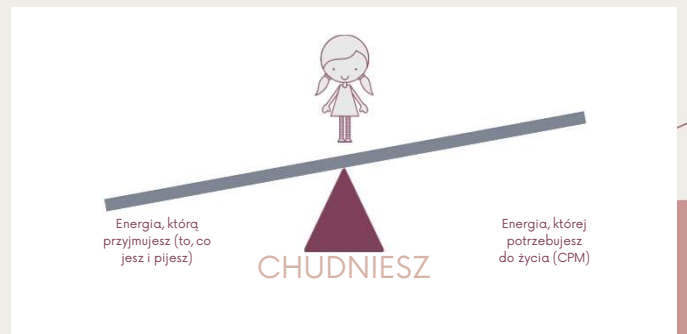 Energia, którą
przyjmujesz (to, co
jesz i pijesz)
Energia, której
potrzebujesz
do życia (CPM)
CHUDNIESZ